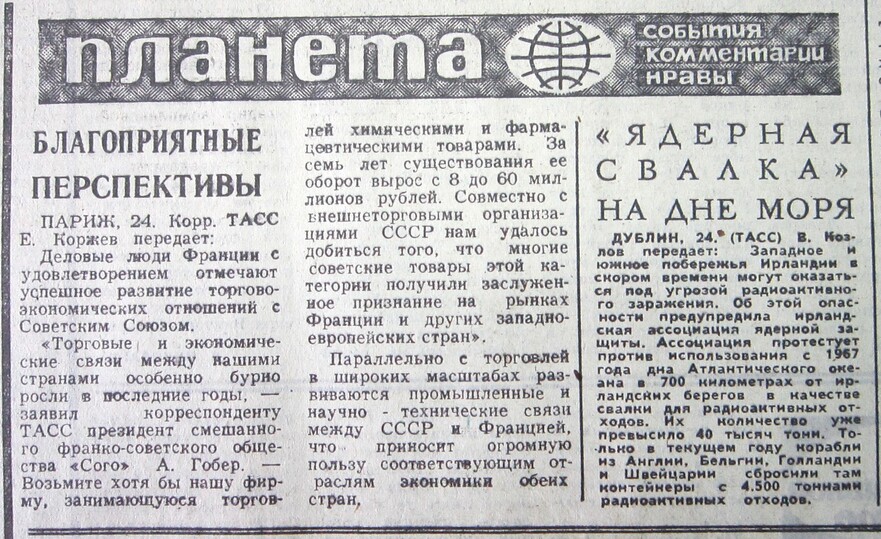 планета
СОБЫТИЯ
КОММЕНТАРИИ
НРАВЫ
БЛАГОПРИЯТНЫЕ
ПЕРСПЕКТИВЫ
ПАРИЖ, 24. Корр. ТАСС
Е. Коржев передает:
Деловые люди Франции с
удовлетворением отмечают
успешное развитие торгово-
экономических отношений с
Советским Союзом.
«Торговые и экономиче-
ские связи между нашими
странами особенно бурно
росли в последние годы, —
заявил корреспонденту
ТАСС президент смешанно-
го франко-советского обще-
ства «Сого» А. Гобер. —
Возьмите хотя бы нашу фир-
му, занимающуюся торгов-
лей химическими и фарма-
цевтическими товарами. За
семь лет существования ее
оборот вырос с 8 до 60 мил-
лионов рублей. Совместно с
внешнеторговыми организа-
циями СССР нам удалось
добиться того, что многие
советские товары этой ка-
тегории получили заслужен-
ное признание на рынках
Франции и других западно-
европейских стран».
Параллельно с торговлей
в широких масштабах раз-
виваются промышленные и
научно - технические связи
между СССР и Францией,
что приносит огромную
пользу соответствующим от-
раслям экономики обеих
стран,
«ЯДЕРНАЯ
СВАЛКА»
НА ДНЕ МОРЯ
ДУБЛИН, 24. (ТАСС) В. Коз-
лов передает: Западное и
южное побережья Ирландии в
скором времени могут оказать-
ся под угрозой радиоактивно-
го заражения. Об этой опас-
ности предупредила ирланд-
ская ассоциация ядерной за-
щиты. Ассоциация протестует
против использования с 1967
года дна Атлантического океа-
на в 700 километрах от ир-
ландских берегов в качестве
свалки для радиоактивных от-
ходов. Их количество уже
превысило 40 тысяч тонн. То-
лько в текущем году корабли
из Англии, Бельгии, Голландии
и Швейцарии сбросили там
контейнеры с 4.500 тоннами
радиоактивных отходов.